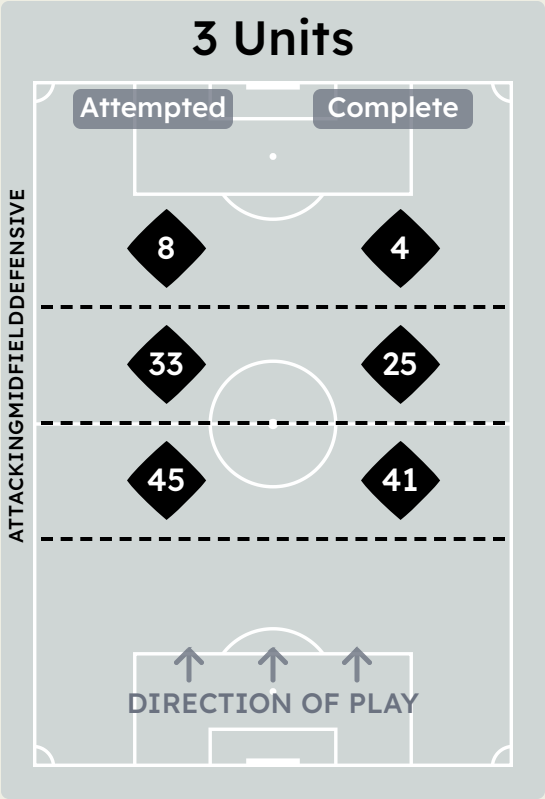 3 Units
Attempted Complete
ATTACKINGMIDFIELDDEFENSIVE
8 4
33 25
45 41
DIRECTION OF PLAY